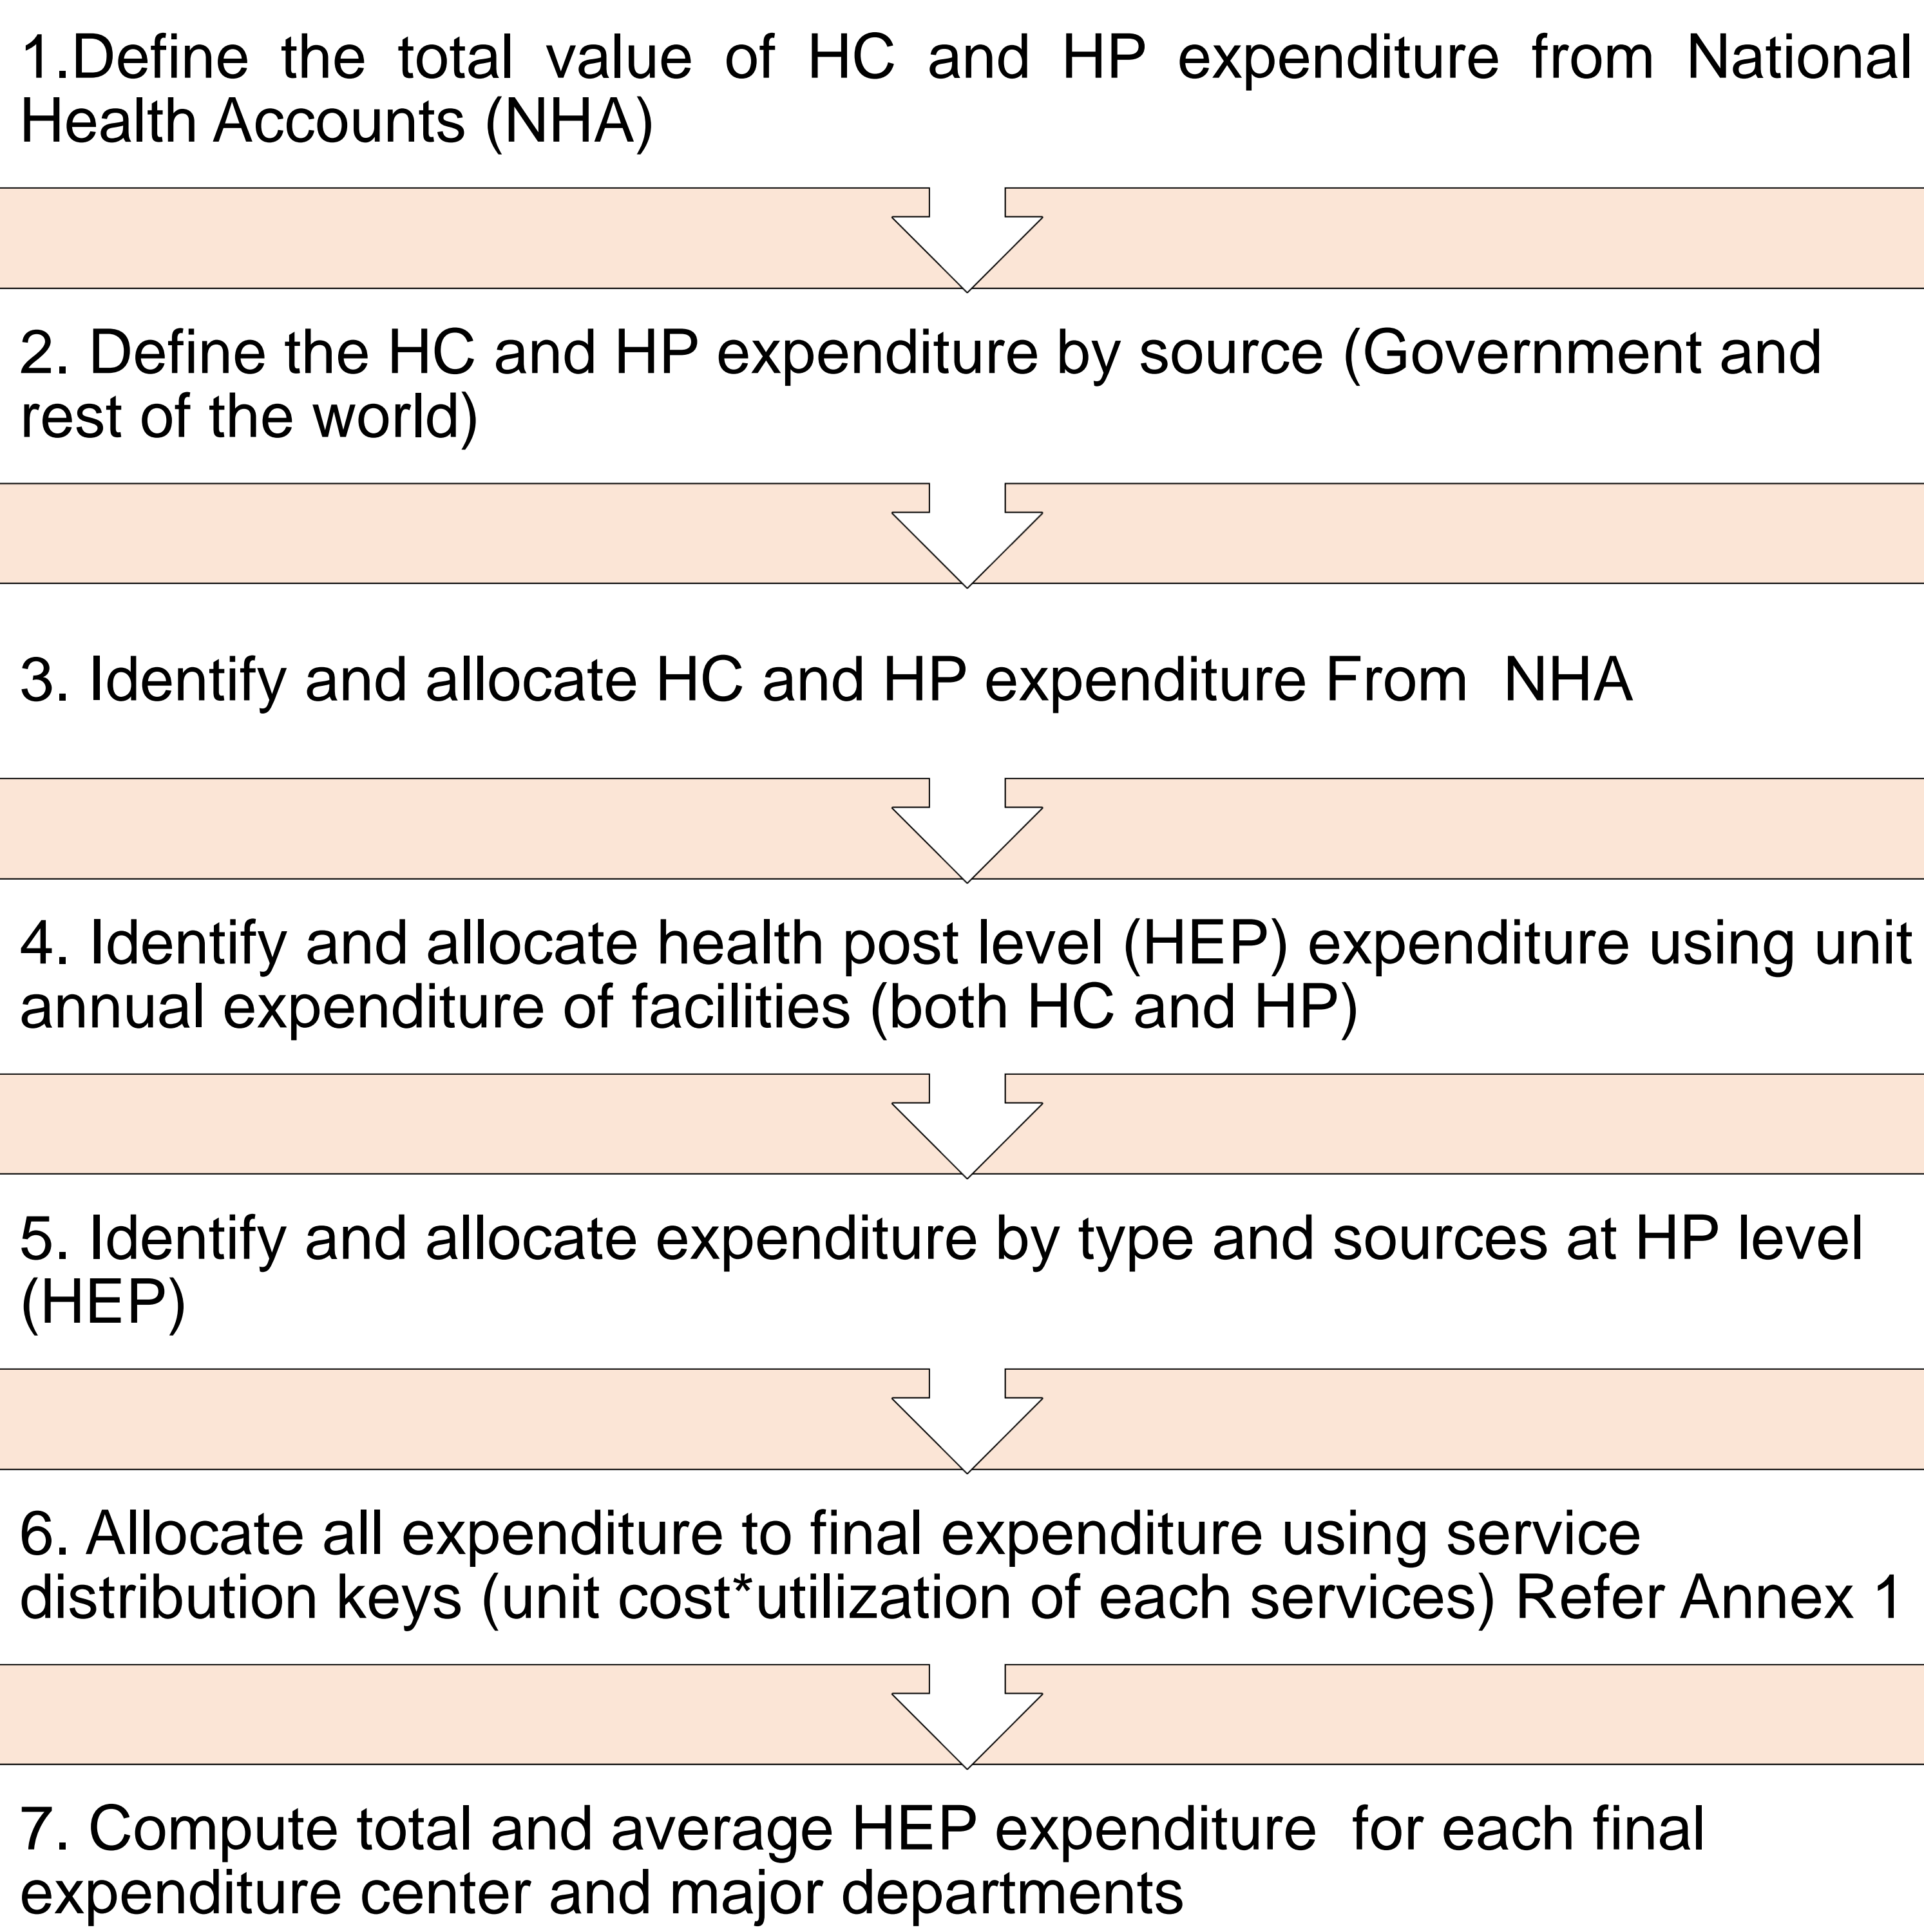 1.Define the total value of HC and HP expenditure from National
Health Accounts (NHA)
2. Define the HC and HP expenditure by source (Government and
rest of the world)
3. Identify and allocate HC and HP expenditure From  NHA
4. Identify and allocate health post level (HEP) expenditure using unit
annual expenditure of facilities (both HC and HP)
5. Identify and allocate expenditure by type and sources at HP level
(HEP)
6. Allocate all expenditure to final expenditure using service
distribution keys (unit cost*utilization of each services) Refer Annex 1
7. Compute total and average HEP expenditure  for each final
expenditure center and major departments